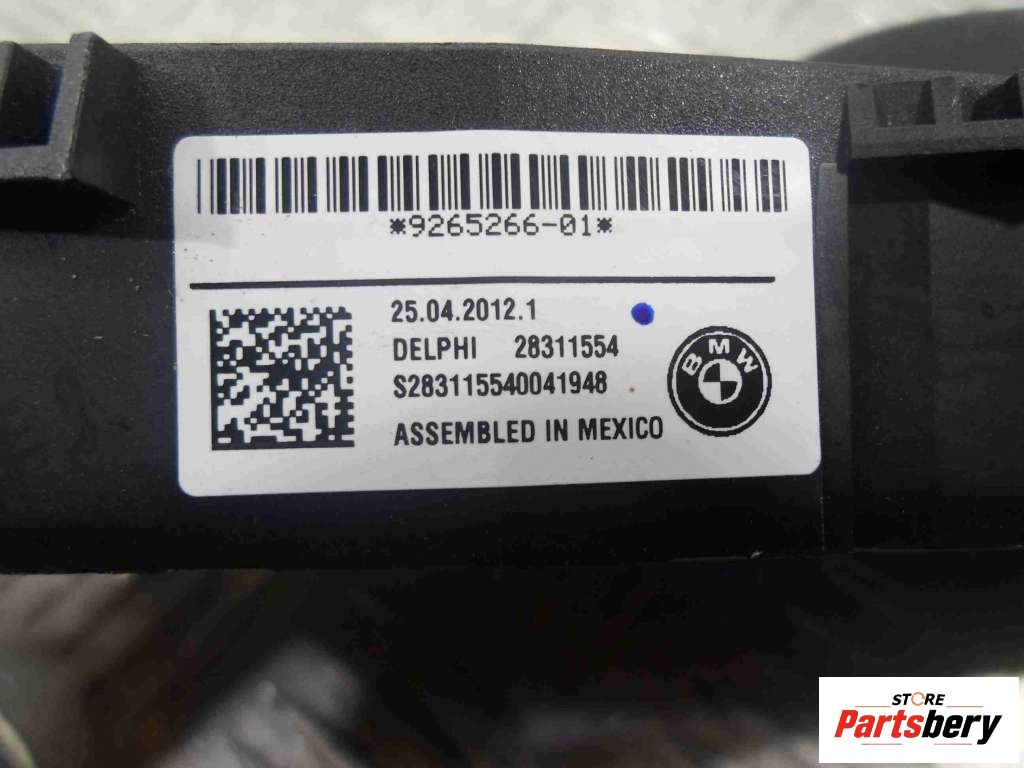 *9265266-01*
25.04.2012.1
DELPHI 28311554
S283115540041948
ASSEMBLED IN MEXICO
BMW
STORE
Partsbery